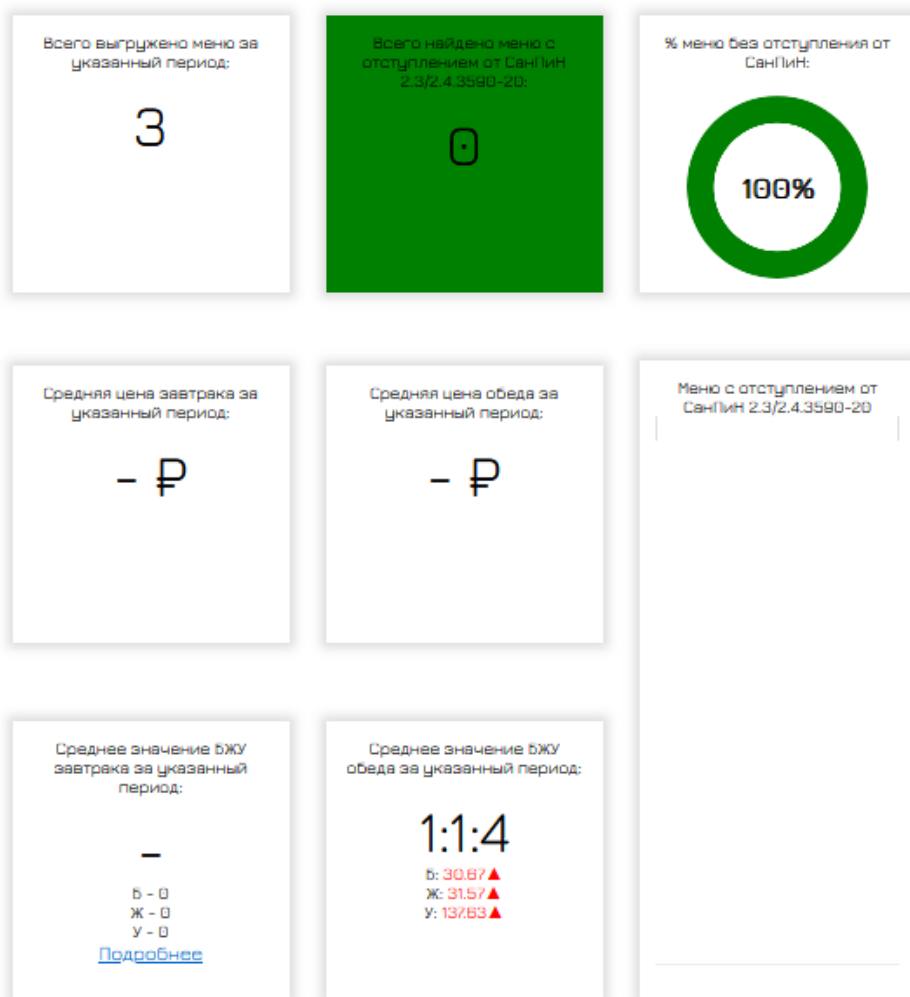 Всего выгружено меню за
указанный период:
3
Всего найдено меню с
отступлением от СанПиН
2.3/2.4.3590-20:
0
% меню без отступления от
СанПиН:
100%
Средняя цена завтрака за
указанный период:
- ₽
Средняя цена обеда за
указанный период:
- ₽
Меню с отступлением от
СанПиН 2.3/2.4.3590-20
Среднее значение БЖУ
завтрака за указанный
период:
-
Б - 0
Ж - 0
У - 0
Подробнее
Среднее значение БЖУ
обеда за указанный период:
1:1:4
Б: 30.67▲
Ж: 31.57▲
У: 137.63▲